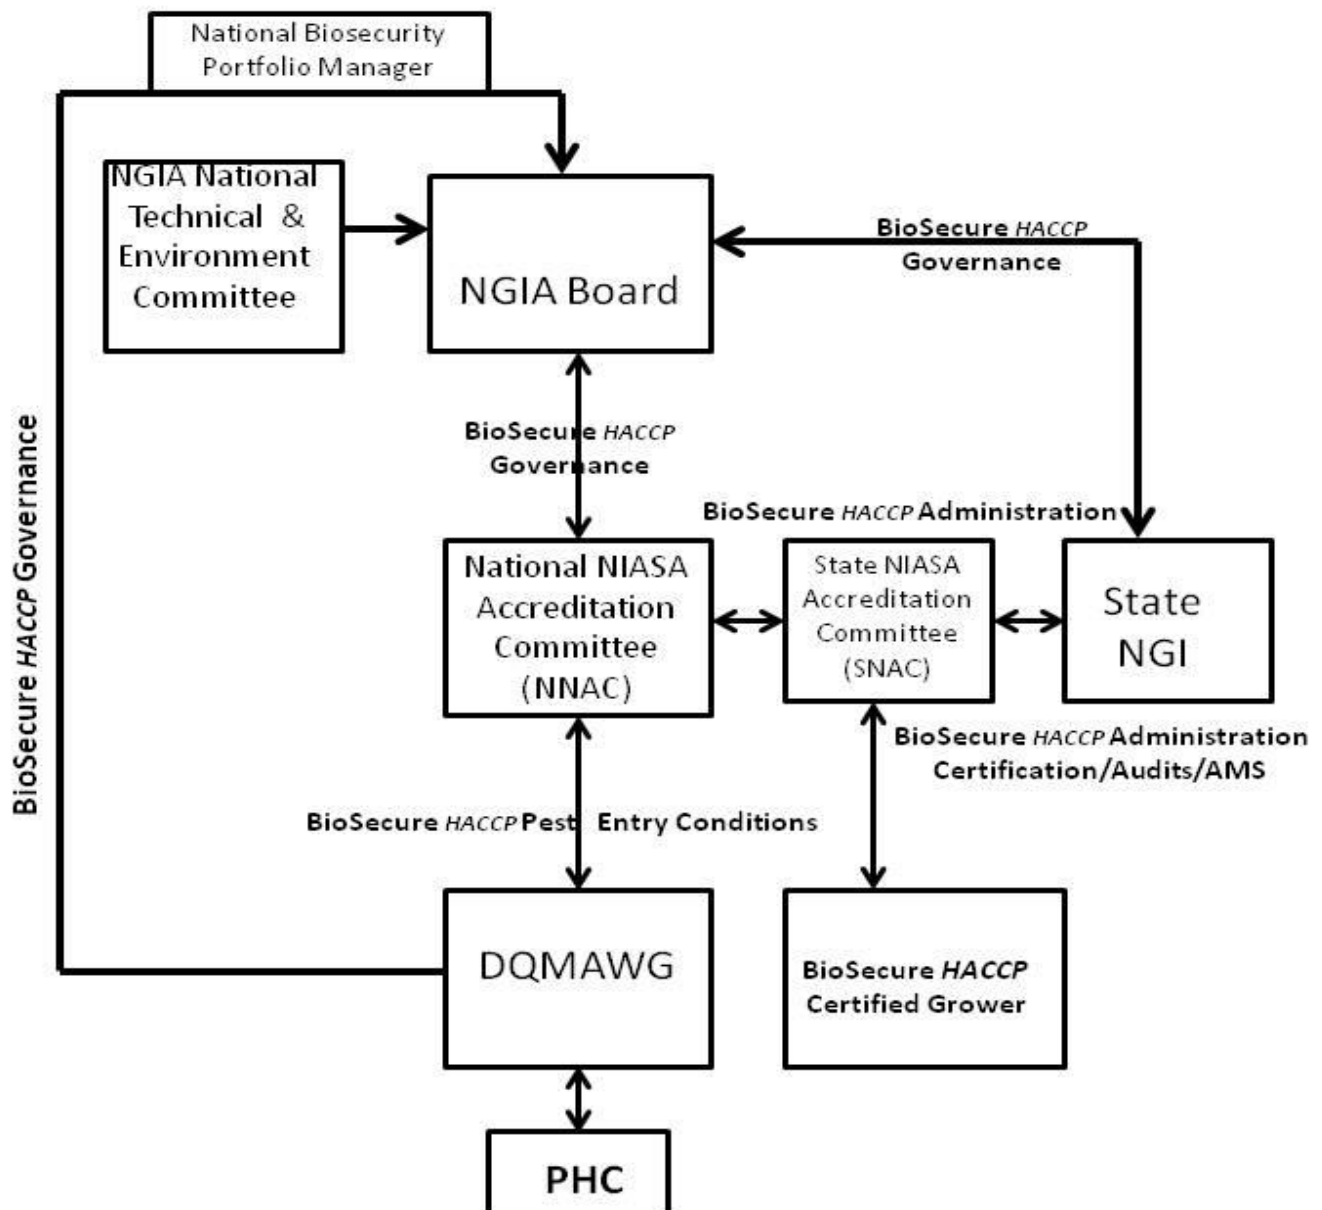 National Biosecurity
Portfolio Manager
NGIA National
Technical &
Environment
Committee
NGIA Board
BioSecure HACCP
Governance
BioSecure HACCP
Governance
BioSecure HACCP Governance
BioSecure HACCP Administration
National NIASA
Accreditation
Committee
(NNAC)
State NIASA
Accreditation
Committee
(SNAC)
State
NGI
BioSecure HACCP Administration
Certification/Audits/AMS
BioSecure HACCP Pest Entry Conditions
DQMAWG
BioSecure HACCP
Certified Grower
PHC